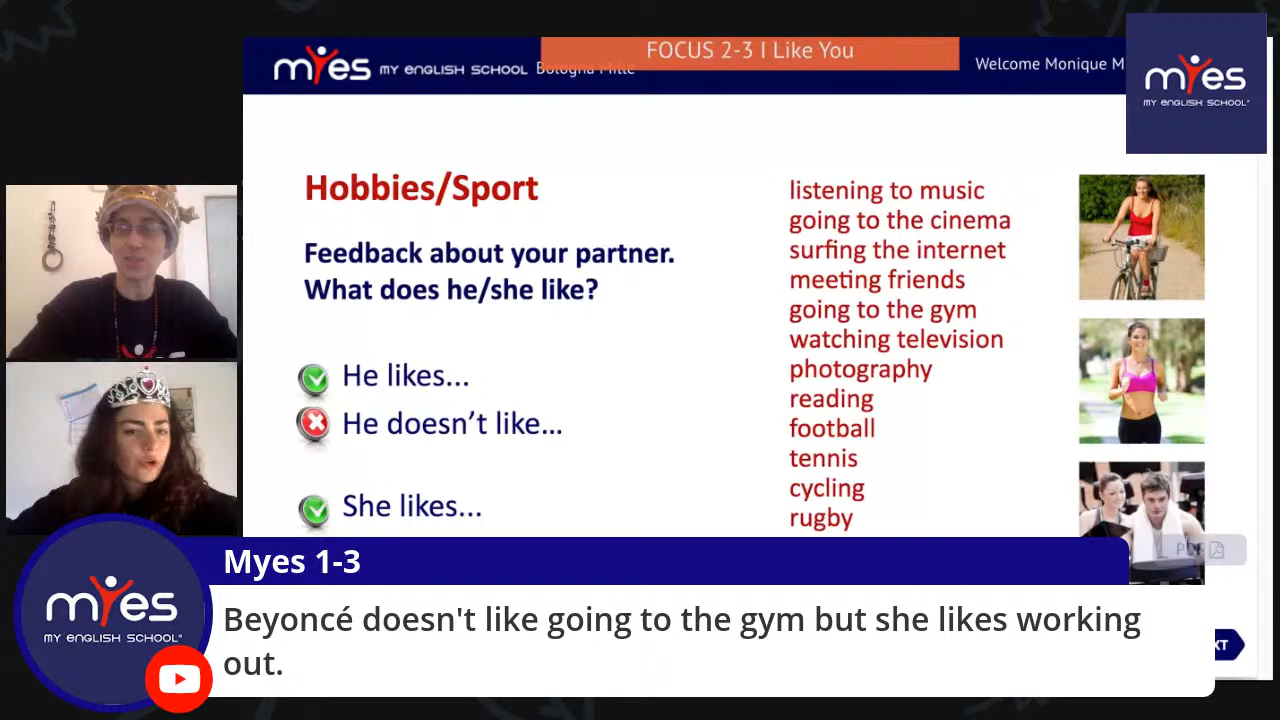 myes MY ENGLISH SCHOOL
FOCUS 2-3 I Like You
Welcome Monique M
myes
MY ENGLISH SCHOOL
Hobbies/Sport
Feedback about your partner.
What does he/she like?
He likes...
He doesn't like...
She likes...
listening to music
going to the cinema
surfing the internet
meeting friends
going to the gym
watching television
photography
reading
football
tennis
cycling
rugby
PDF
XT
myes
MY ENGLISH SCHOOL
Myes 1-3
Beyoncé doesn't like going to the gym but she likes working
out.